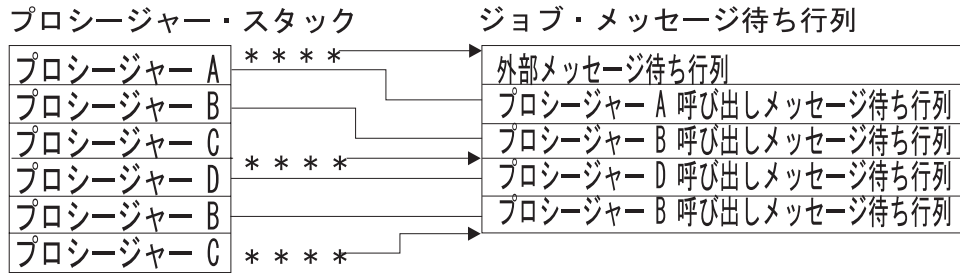 プロシージャー・スタック
ジョブ・メッセージ待ち行列
プロシージャー A
プロシージャー B
プロシージャー C
プロシージャー D
プロシージャー B
プロシージャー C
****
****
****
外部メッセージ待ち行列
プロシージャー A 呼び出しメッセージ待ち行列
プロシージャー B 呼び出しメッセージ待ち行列
プロシージャー D 呼び出しメッセージ待ち行列
プロシージャー B 呼び出しメッセージ待ち行列